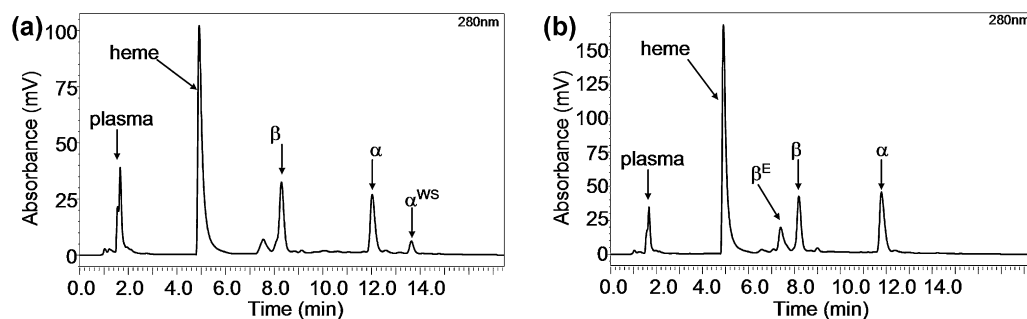 (a)
280nm
100
75
50
25
0
Absorbance (mV)
plasma
heme
β
α
αWS
0.0 2.0 4.0 6.0 8.0 10.0 12.0 14.0
Time (min)
(b)
280nm
150
125
100
75
50
25
0
Absorbance (mV)
plasma
heme
βE
β
α
0.0 2.0 4.0 6.0 8.0 10.0 12.0 14.0
Time (min)